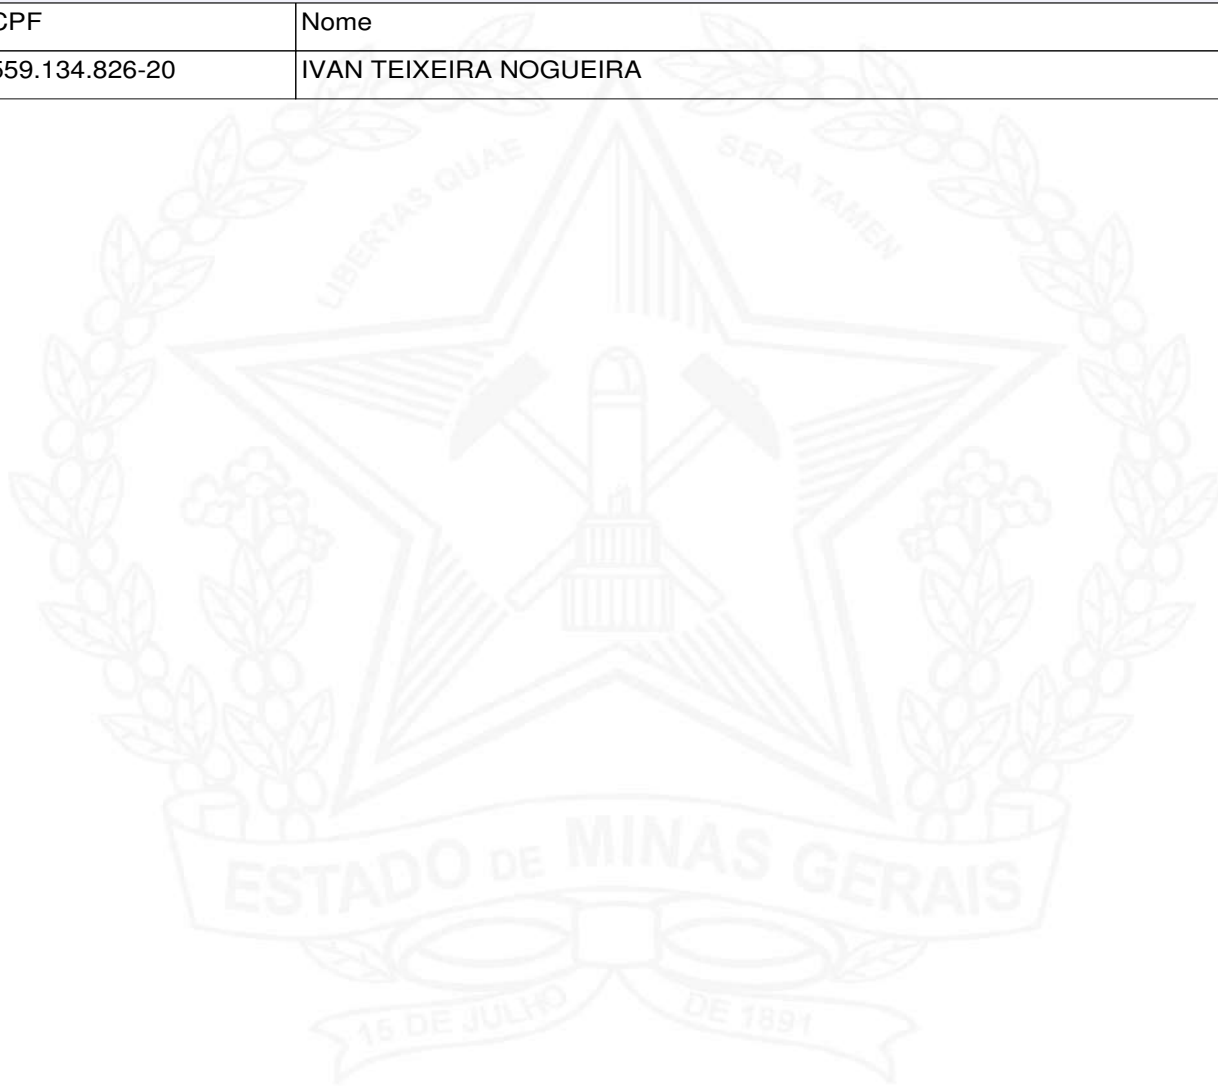 CPF Nome
559.134.826-20 IVAN TEIXEIRA NOGUEIRA
LIBERTAS QUAE SERA TAMEN
ESTADO DE MINAS GERAIS
15 DE JULHO DE 1891